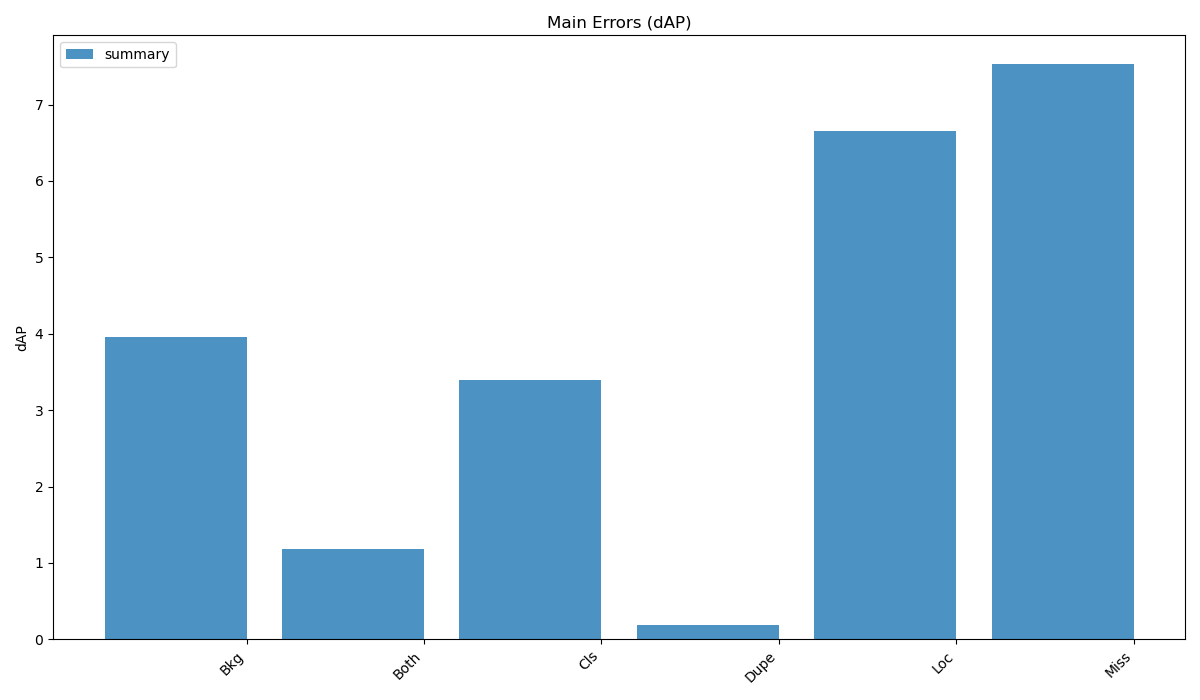 Main Errors (dAP)
summary
dAP
7
6
5
4
3
2
1
0
Bkg
Both
Cls
Dupe
Loc
Miss